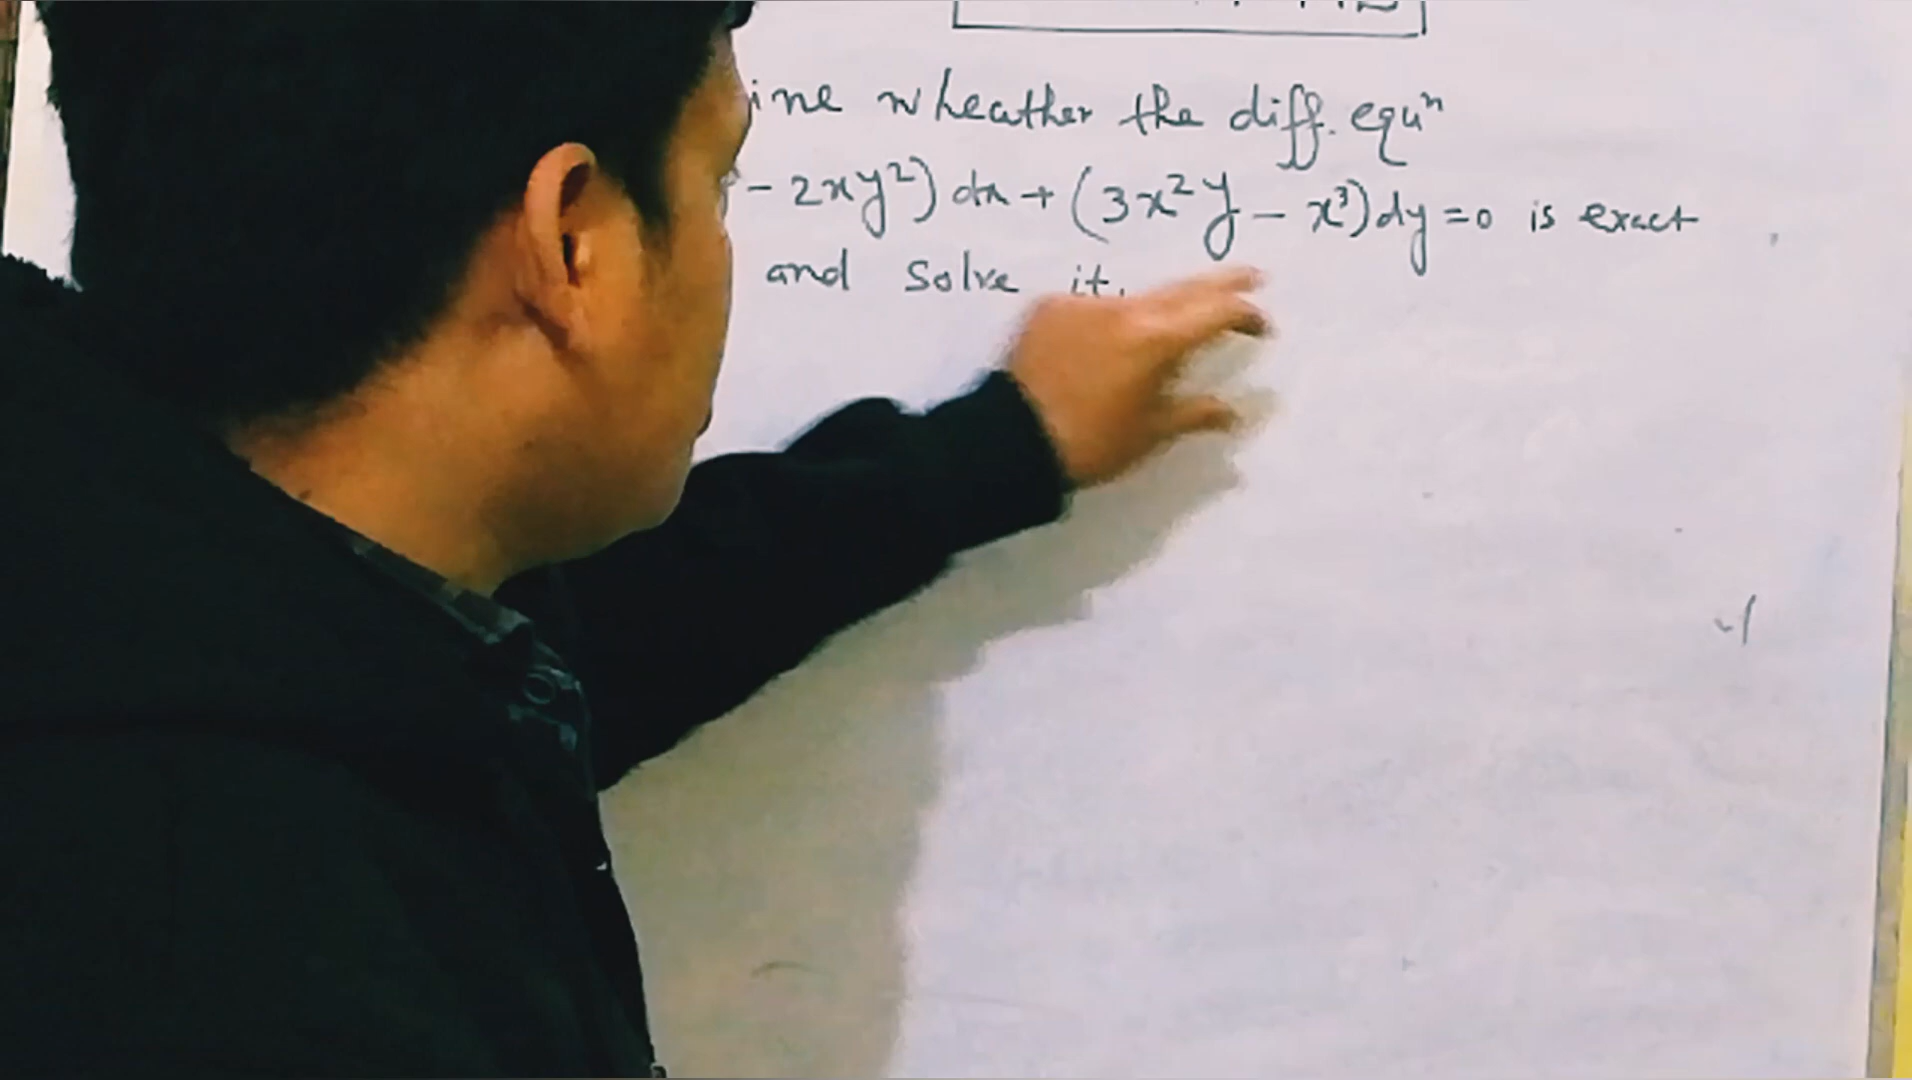 ine wheather the diff. equⁿ
- 2xy²) dx + (3x²y - x³) dy = 0 is exact
and solve it.